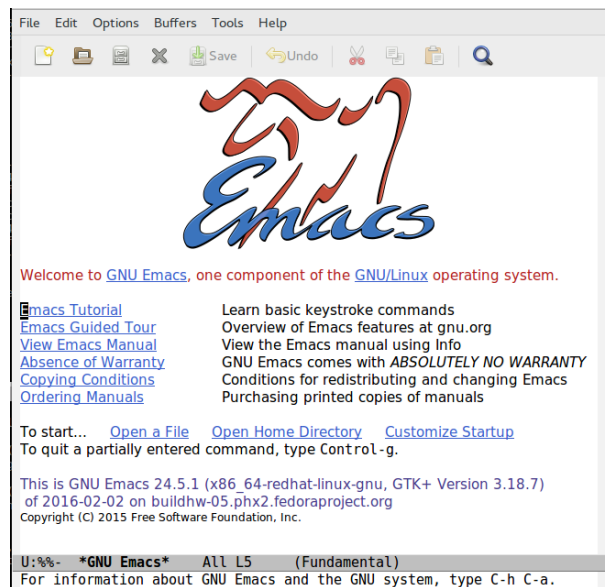 File Edit Options Buffers Tools Help
Save Undo
Emacs
Welcome to GNU Emacs, one component of the GNU/Linux operating system.
Emacs Tutorial Learn basic keystroke commands
Emacs Guided Tour Overview of Emacs features at gnu.org
View Emacs Manual View the Emacs manual using Info
Absence of Warranty GNU Emacs comes with ABSOLUTELY NO WARRANTY
Copying Conditions Conditions for redistributing and changing Emacs
Ordering Manuals Purchasing printed copies of manuals
To start... Open a File Open Home Directory Customize Startup
To quit a partially entered command, type Control-g.
This is GNU Emacs 24.5.1 (x86_64-redhat-linux-gnu, GTK+ Version 3.18.7)
of 2016-02-02 on buildhw-05.phx2.fedoraproject.org
Copyright (C) 2015 Free Software Foundation, Inc.
U:%%- *GNU Emacs* All L5 (Fundamental)
For information about GNU Emacs and the GNU system, type C-h C-a.